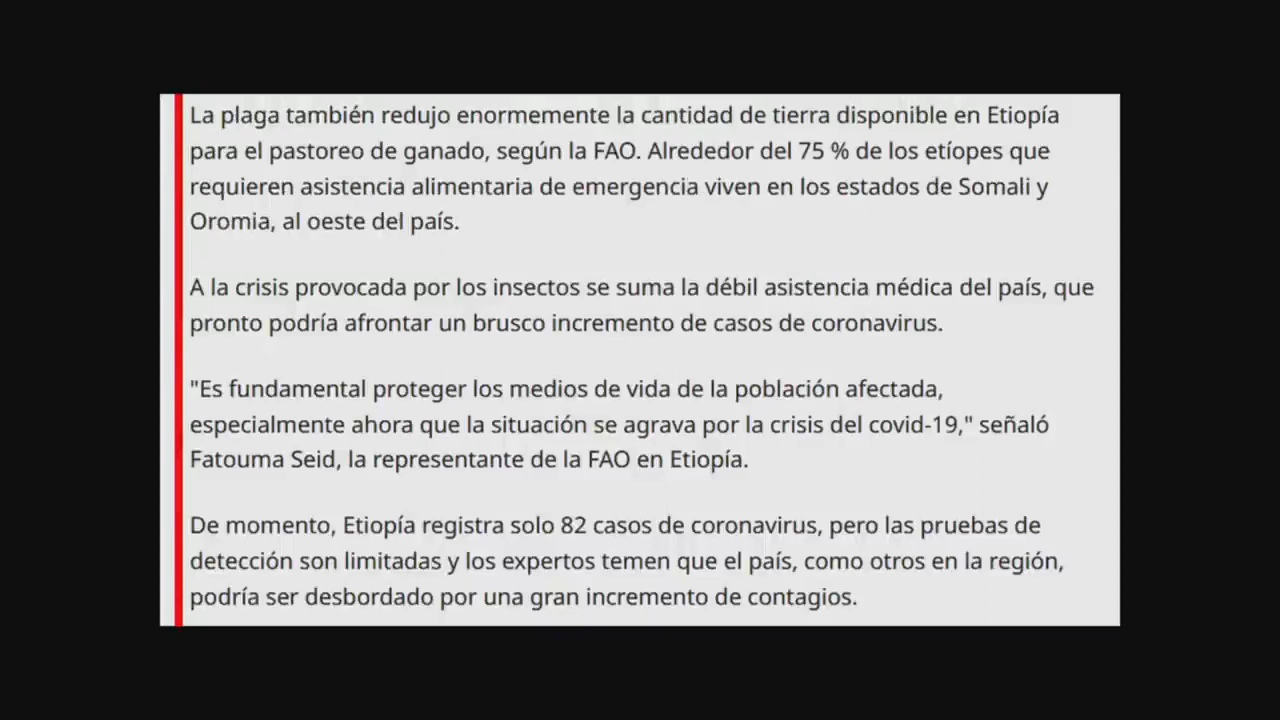 La plaga también redujo enormemente la cantidad de tierra disponible en Etiopía
para el pastoreo de ganado, según la FAO. Alrededor del 75 % de los etíopes que
requieren asistencia alimentaria de emergencia viven en los estados de Somali y
Oromia, al oeste del país.
A la crisis provocada por los insectos se suma la débil asistencia médica del país, que
pronto podría afrontar un brusco incremento de casos de coronavirus.
"Es fundamental proteger los medios de vida de la población afectada,
especialmente ahora que la situación se agrava por la crisis del covid-19," señaló
Fatouma Seid, la representante de la FAO en Etiopía.
De momento, Etiopía registra solo 82 casos de coronavirus, pero las pruebas de
detección son limitadas y los expertos temen que el país, como otros en la región,
podría ser desbordado por una gran incremento de contagios.